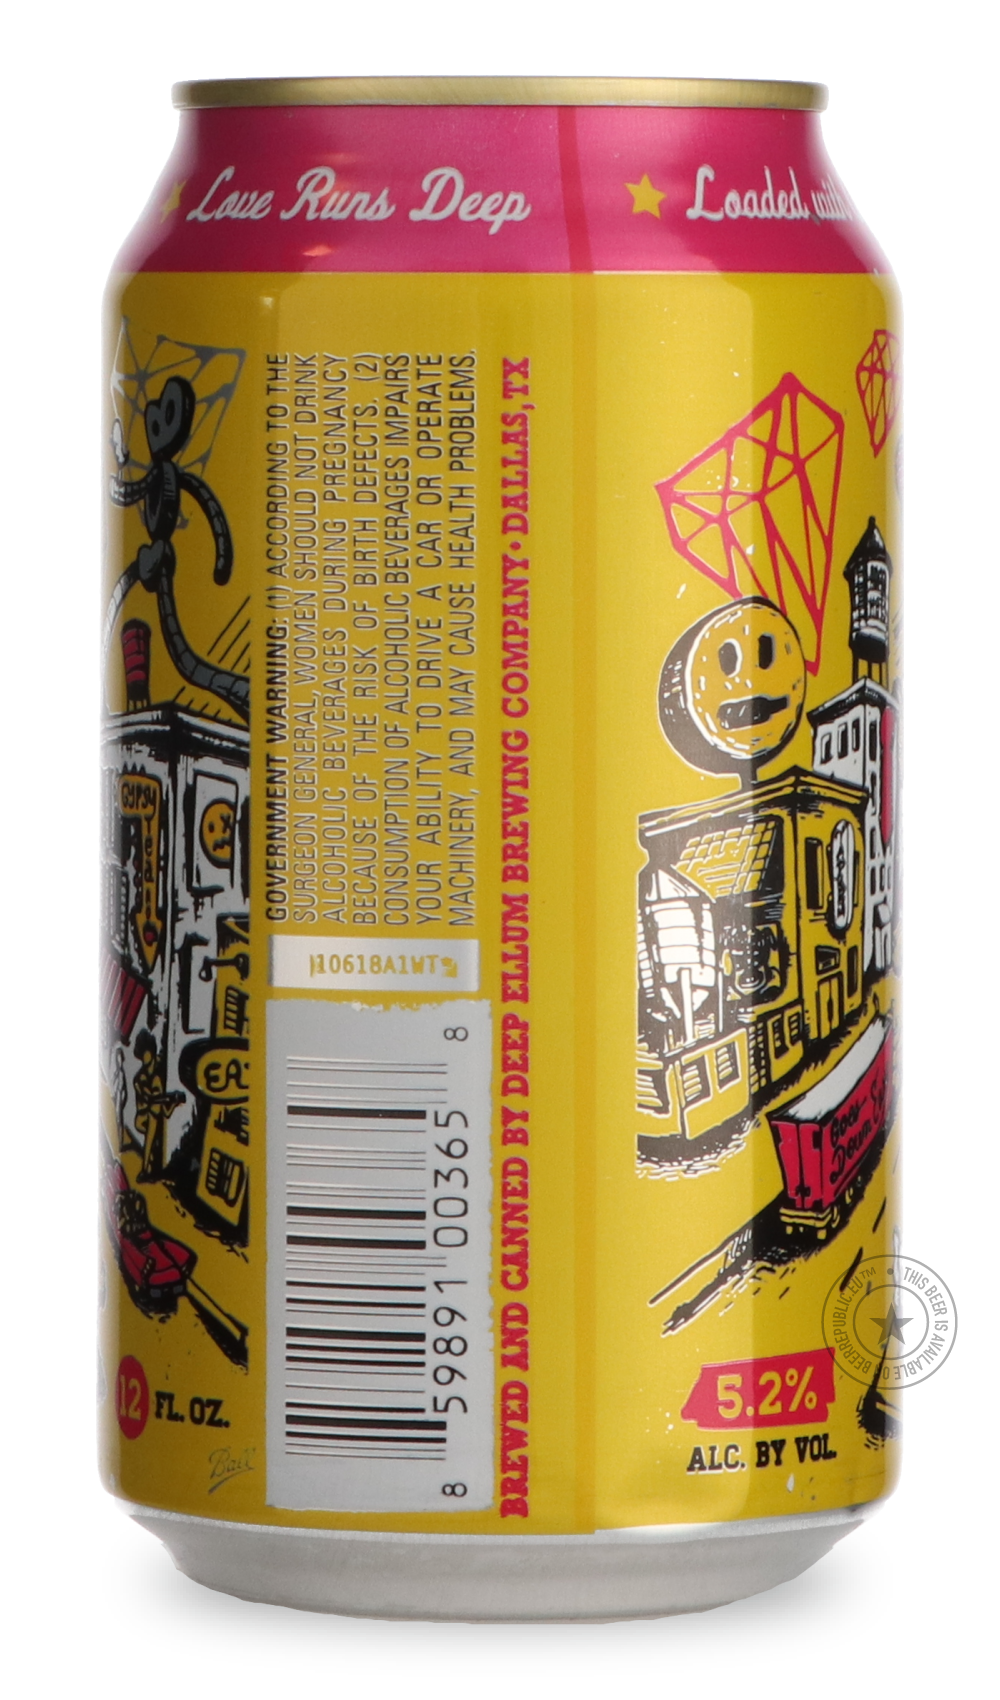 Love Runs Deep
Loaded with
GOVERNMENT WARNING: (1) ACCORDING TO THE
SURGEON GENERAL, WOMEN SHOULD NOT DRINK
ALCOHOLIC BEVERAGES DURING PREGNANCY
BECAUSE OF THE RISK OF BIRTH DEFECTS. (2)
CONSUMPTION OF ALCOHOLIC BEVERAGES IMPAIRS
YOUR ABILITY TO DRIVE A CAR OR OPERATE
MACHINERY, AND MAY CAUSE HEALTH PROBLEMS.
10618A1WT
8 59891 00365 8
BREWED AND CANNED BY DEEP ELLUM BREWING COMPANY • DALLAS, TX
GYPSY
Goes
Down
12 FL. OZ.
Ball
5.2%
ALC. BY VOL.
THIS BEER IS AVAILABLE ON BEERREPUBLIC.EU™